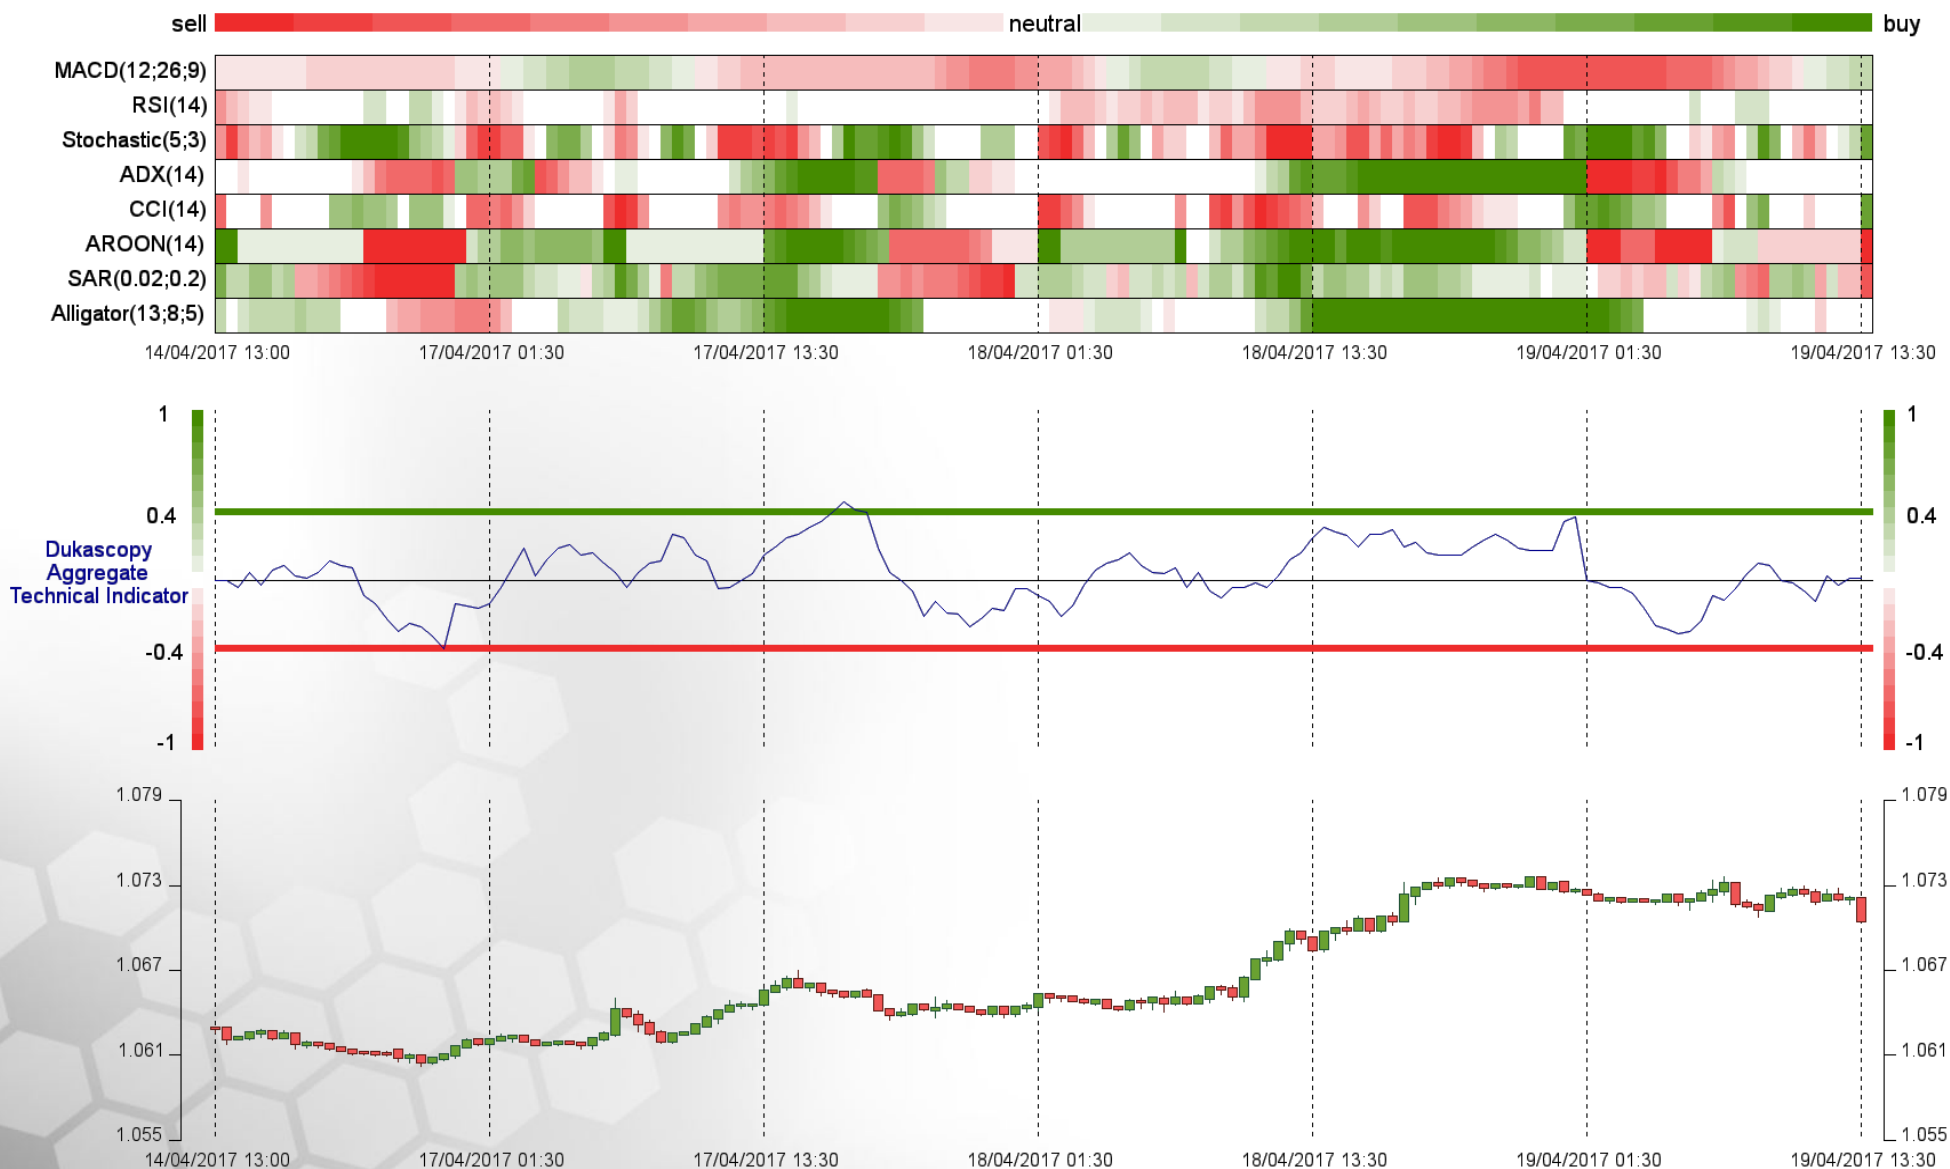 sell neutral buy
MACD(12;26;9)
RSI(14)
Stochastic(5;3)
ADX(14)
CCI(14)
AROON(14)
SAR(0.02;0.2)
Alligator(13;8;5)
14/04/2017 13:00 17/04/2017 01:30 17/04/2017 13:30 18/04/2017 01:30 18/04/2017 13:30 19/04/2017 01:30 19/04/2017 13:30
1 1
0.4 0.4
Dukascopy
Aggregate
Technical Indicator
-0.4 -0.4
-1 -1
1.079 1.079
1.073 1.073
1.067 1.067
1.061 1.061
1.055 1.055
14/04/2017 13:00 17/04/2017 01:30 17/04/2017 13:30 18/04/2017 01:30 18/04/2017 13:30 19/04/2017 01:30 19/04/2017 13:30